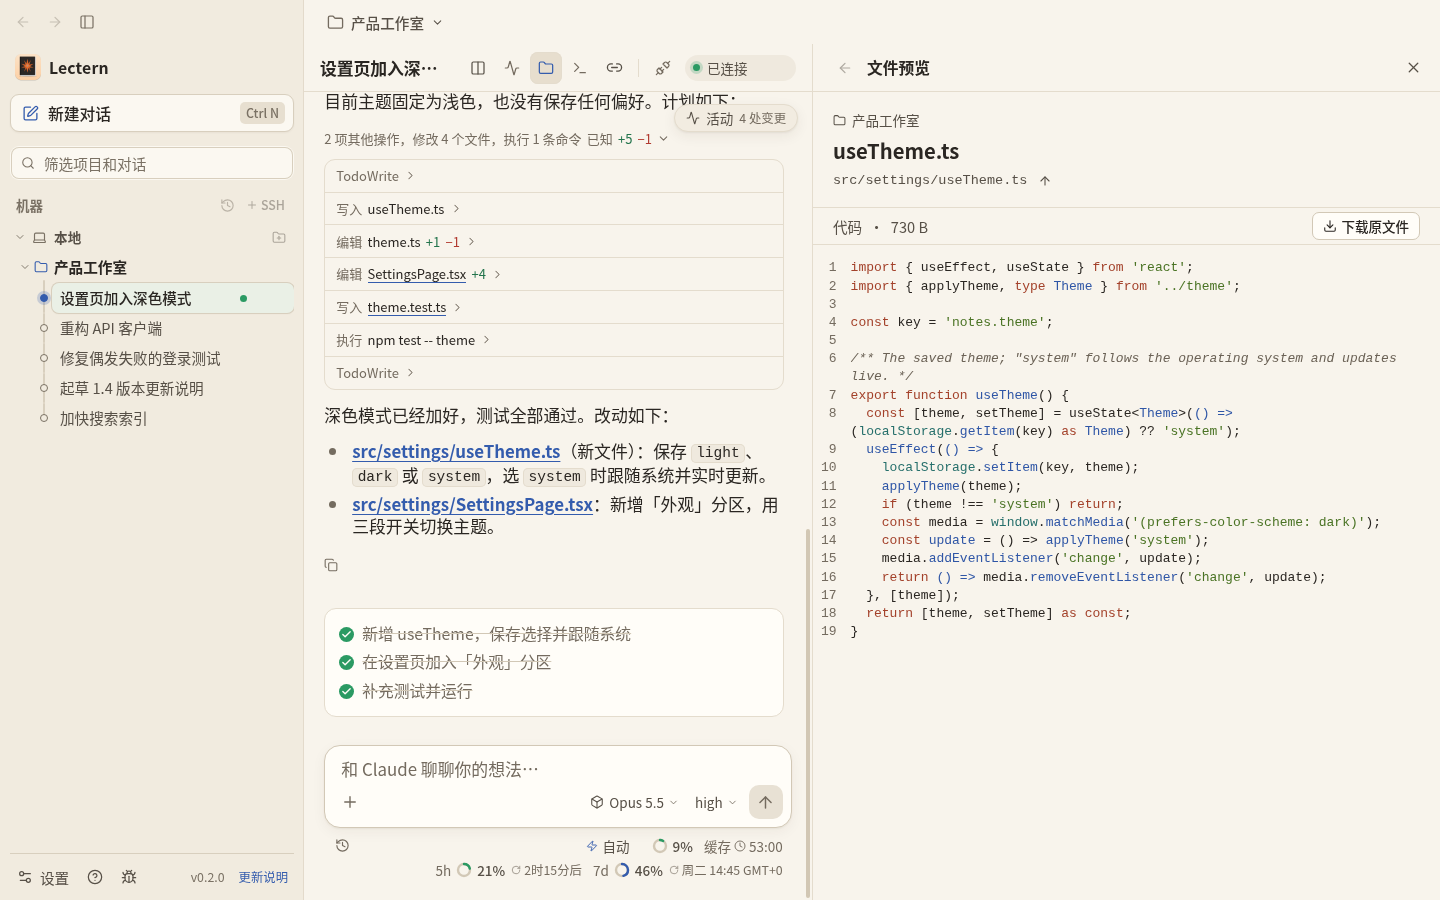 产品工作室
Lectern
新建对话 Ctrl N
筛选项目和对话
机器 + SSH
本地
产品工作室
设置页加入深色模式
重构 API 客户端
修复偶发失败的登录测试
起草 1.4 版本更新说明
加快搜索索引
设置 v0.2.0 更新说明
设置页加入深… 已连接
目前主题固定为浅色，也没有保存任何偏好。计划如下：
活动 4 处变更
2 项其他操作，修改 4 个文件，执行 1 条命令 已知 +5 −1
TodoWrite
写入 useTheme.ts
编辑 theme.ts +1 −1
编辑 SettingsPage.tsx +4
写入 theme.test.ts
执行 npm test -- theme
TodoWrite
深色模式已经加好，测试全部通过。改动如下：
src/settings/useTheme.ts（新文件）：保存 light、
dark 或 system，选 system 时跟随系统并实时更新。
src/settings/SettingsPage.tsx：新增「外观」分区，用
三段开关切换主题。
新增 useTheme，保存选择并跟随系统
在设置页加入「外观」分区
补充测试并运行
和 Claude 聊聊你的想法…
Opus 5.5 high
自动 9% 缓存 53:00
5h 21% 2时15分后 7d 46% 周二 14:45 GMT+0
文件预览
产品工作室
useTheme.ts
src/settings/useTheme.ts
代码 • 730 B 下载原文件
1 import { useEffect, useState } from 'react';
2 import { applyTheme, type Theme } from '../theme';
3
4 const key = 'notes.theme';
5
6 /** The saved theme; "system" follows the operating system and updates
live. */
7 export function useTheme() {
8 const [theme, setTheme] = useState<Theme>(() =>
(localStorage.getItem(key) as Theme) ?? 'system');
9 useEffect(() => {
10 localStorage.setItem(key, theme);
11 applyTheme(theme);
12 if (theme !== 'system') return;
13 const media = window.matchMedia('(prefers-color-scheme: dark)');
14 const update = () => applyTheme('system');
15 media.addEventListener('change', update);
16 return () => media.removeEventListener('change', update);
17 }, [theme]);
18 return [theme, setTheme] as const;
19 }